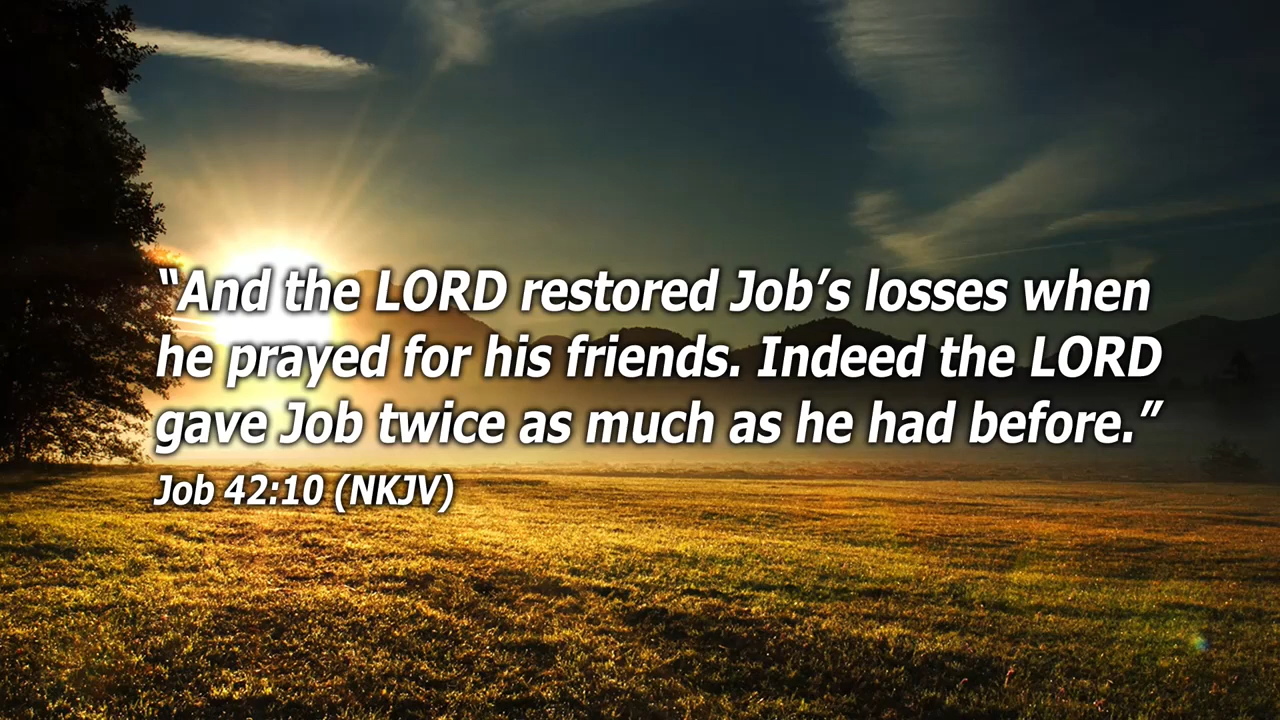 “And the LORD restored Job’s losses when
he prayed for his friends. Indeed the LORD
gave Job twice as much as he had before.”
Job 42:10 (NKJV)